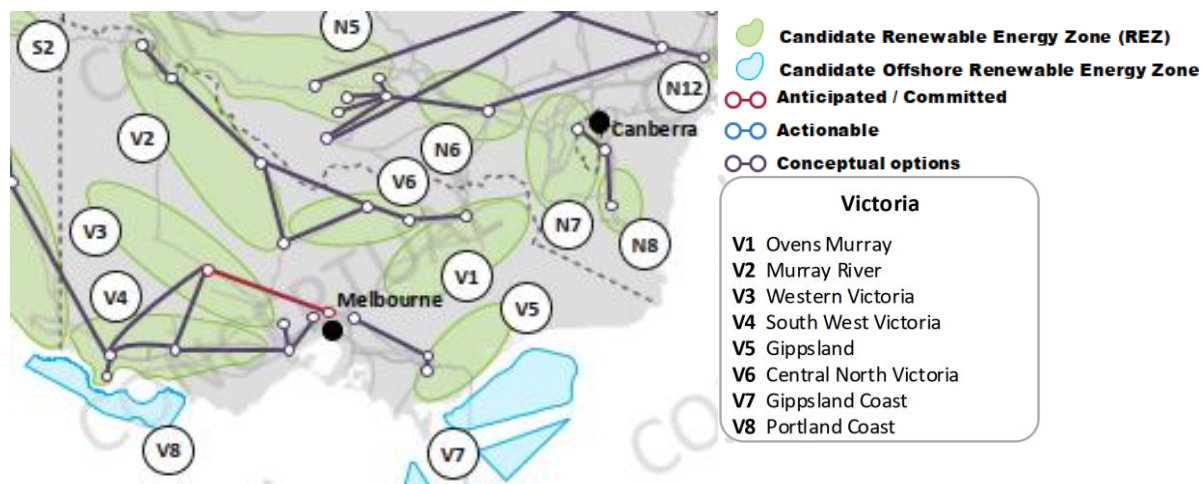 S2
N5
V2
N12
Canberra
N6
V6
V3
N7
N8
V1
V4
Melbourne
V5
V8
V7
CONCEPTUAL
Candidate Renewable Energy Zone (REZ)
Candidate Offshore Renewable Energy Zone
Anticipated / Committed
Actionable
Conceptual options
Victoria
V1 Ovens Murray
V2 Murray River
V3 Western Victoria
V4 South West Victoria
V5 Gippsland
V6 Central North Victoria
V7 Gippsland Coast
V8 Portland Coast